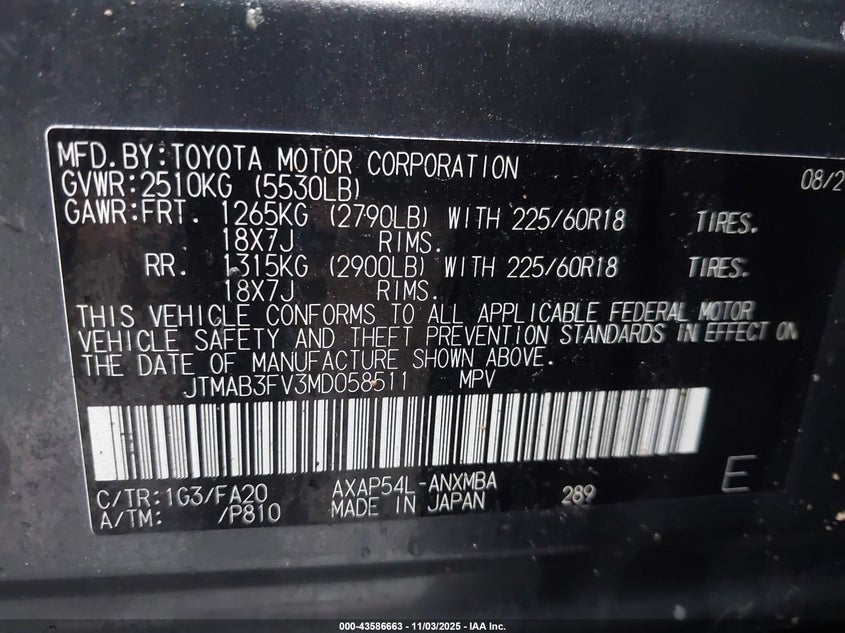 MFD.BY:TOYOTA MOTOR CORPORATION 08/2
GVWR:2510KG (5530LB)
GAWR:FRT. 1265KG (2790LB) WITH 225/60R18 TIRES.
18X7J RIMS.
RR. 1315KG (2900LB) WITH 225/60R18 TIRES.
18X7J RIMS.
THIS VEHICLE CONFORMS TO ALL APPLICABLE FEDERAL MOTOR
VEHICLE SAFETY AND THEFT PREVENTION STANDARDS IN EFFECT ON
THE DATE OF MANUFACTURE SHOWN ABOVE.
JTMAB3FV3MD058511 MPV
C/TR:1G3/FA20 AXAP54L-ANXMBA 289 E
A/TM: /P810 MADE IN JAPAN
000-43586663 - 11/03/2025 - IAA Inc.